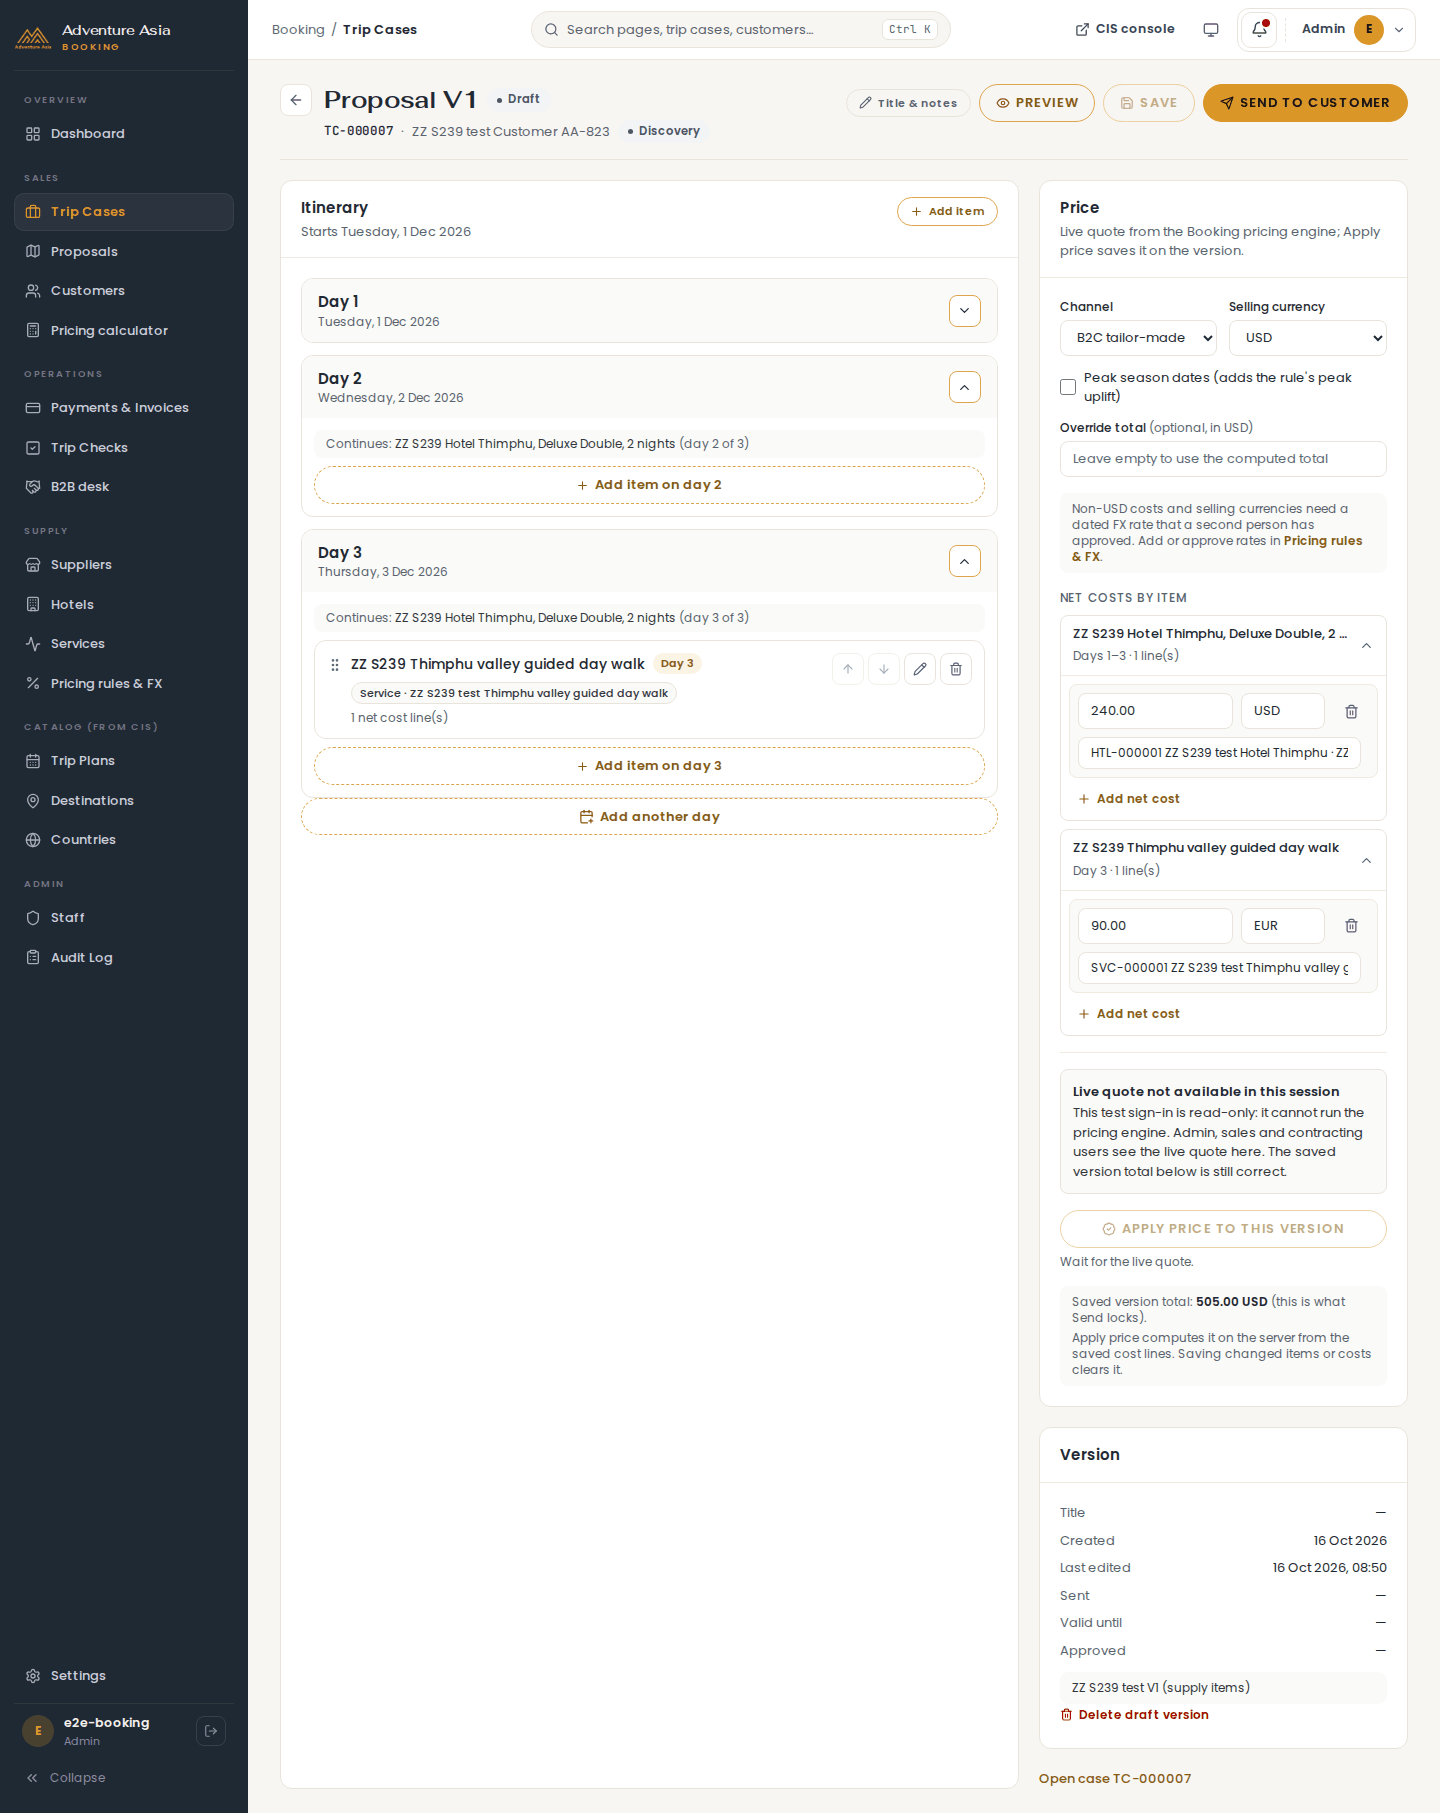 Adventure Asia
BOOKING
Adventure Asia
OVERVIEW
Dashboard
SALES
Trip Cases
Proposals
Customers
Pricing calculator
OPERATIONS
Payments & Invoices
Trip Checks
B2B desk
SUPPLY
Suppliers
Hotels
Services
Pricing rules & FX
CATALOG (FROM CIS)
Trip Plans
Destinations
Countries
ADMIN
Staff
Audit Log
Settings
E
e2e-booking
Admin
Collapse
Booking / Trip Cases
Search pages, trip cases, customers...
Ctrl K
CIS console
Admin
E
Proposal V1
Draft
TC-000007 · ZZ S239 test Customer AA-823
Discovery
Title & notes
PREVIEW
SAVE
SEND TO CUSTOMER
Itinerary
Starts Tuesday, 1 Dec 2026
Add item
Day 1
Tuesday, 1 Dec 2026
Day 2
Wednesday, 2 Dec 2026
Continues: ZZ S239 Hotel Thimphu, Deluxe Double, 2 nights (day 2 of 3)
Add item on day 2
Day 3
Thursday, 3 Dec 2026
Continues: ZZ S239 Hotel Thimphu, Deluxe Double, 2 nights (day 3 of 3)
ZZ S239 Thimphu valley guided day walk
Day 3
Service · ZZ S239 test Thimphu valley guided day walk
1 net cost line(s)
Add item on day 3
Add another day
Price
Live quote from the Booking pricing engine; Apply
price saves it on the version.
Channel
Selling currency
B2C tailor-made
USD
Peak season dates (adds the rule's peak
uplift)
Override total (optional, in USD)
Leave empty to use the computed total
Non-USD costs and selling currencies need a
dated FX rate that a second person has
approved. Add or approve rates in Pricing rules
& FX.
NET COSTS BY ITEM
ZZ S239 Hotel Thimphu, Deluxe Double, 2 ...
Days 1–3 · 1 line(s)
240.00
USD
HTL-000001 ZZ S239 test Hotel Thimphu · ZZ
Add net cost
ZZ S239 Thimphu valley guided day walk
Day 3 · 1 line(s)
90.00
EUR
SVC-000001 ZZ S239 test Thimphu valley g
Add net cost
Live quote not available in this session
This test sign-in is read-only: it cannot run the
pricing engine. Admin, sales and contracting
users see the live quote here. The saved
version total below is still correct.
APPLY PRICE TO THIS VERSION
Wait for the live quote.
Saved version total: 505.00 USD (this is what
Send locks).
Apply price computes it on the server from the
saved cost lines. Saving changed items or costs
clears it.
Version
Title —
Created 16 Oct 2026
Last edited 16 Oct 2026, 08:50
Sent —
Valid until —
Approved —
ZZ S239 test V1 (supply items)
Delete draft version
Open case TC-000007